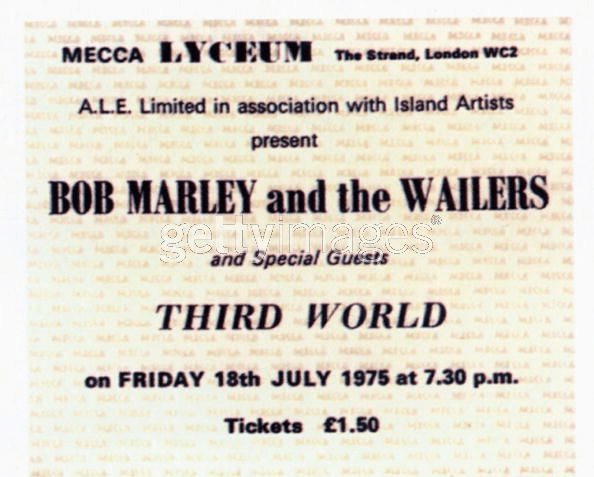 MECCA LYCEUM The Strand, London WC2
A.L.E. Limited in association with Island Artists
present
BOB MARLEY and the WAILERS
gettyimages®
and Special Guests
THIRD WORLD
on FRIDAY 18th JULY 1975 at 7.30 p.m.
Tickets £1.50